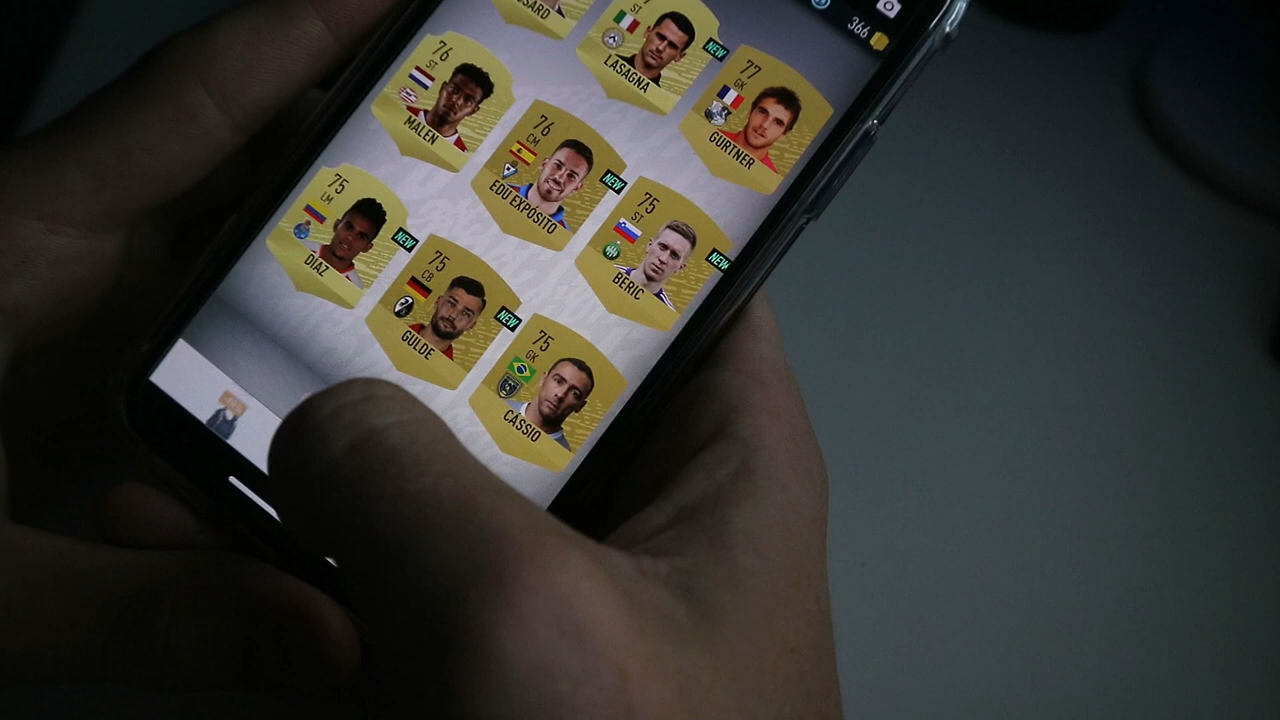 ST
LASAGNA
NEW
366
76
ST
MALEN
77
GK
GURTNER
76
CM
EDU EXPÓSITO
NEW
75
LM
DIAZ
NEW
75
ST
BERIC
NEW
75
CB
GULDE
NEW
75
GK
CÁSSIO